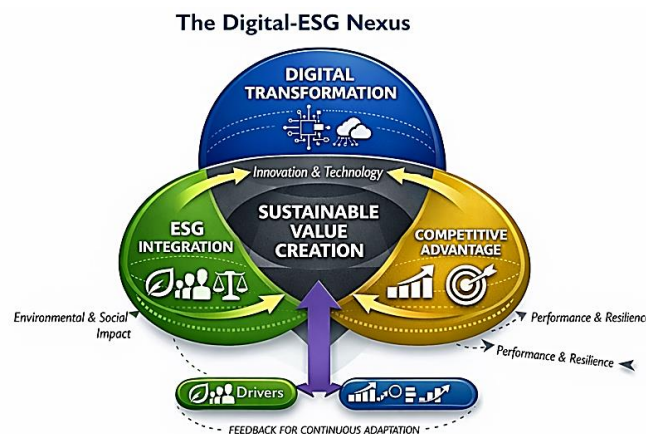 The Digital-ESG Nexus
DIGITAL
TRANSFORMATION
Innovation & Technology
SUSTAINABLE
VALUE
CREATION
ESG
INTEGRATION
COMPETITIVE
ADVANTAGE
Environmental & Social
Impact
Performance & Resilience
Performance & Resilience
Drivers
FEEDBACK FOR CONTINUOUS ADAPTATION